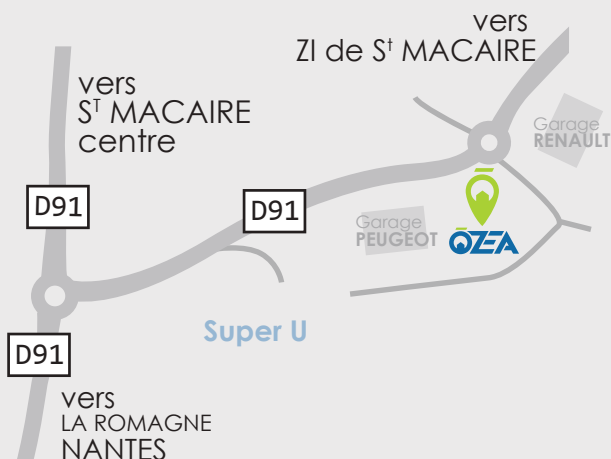 vers
ZI de Sᵗ MACAIRE
vers
Sᵀ MACAIRE
centre
Garage
RENAULT
D91
D91
Garage
PEUGEOT
ŌZEA
Super U
D91
vers
LA ROMAGNE
NANTES